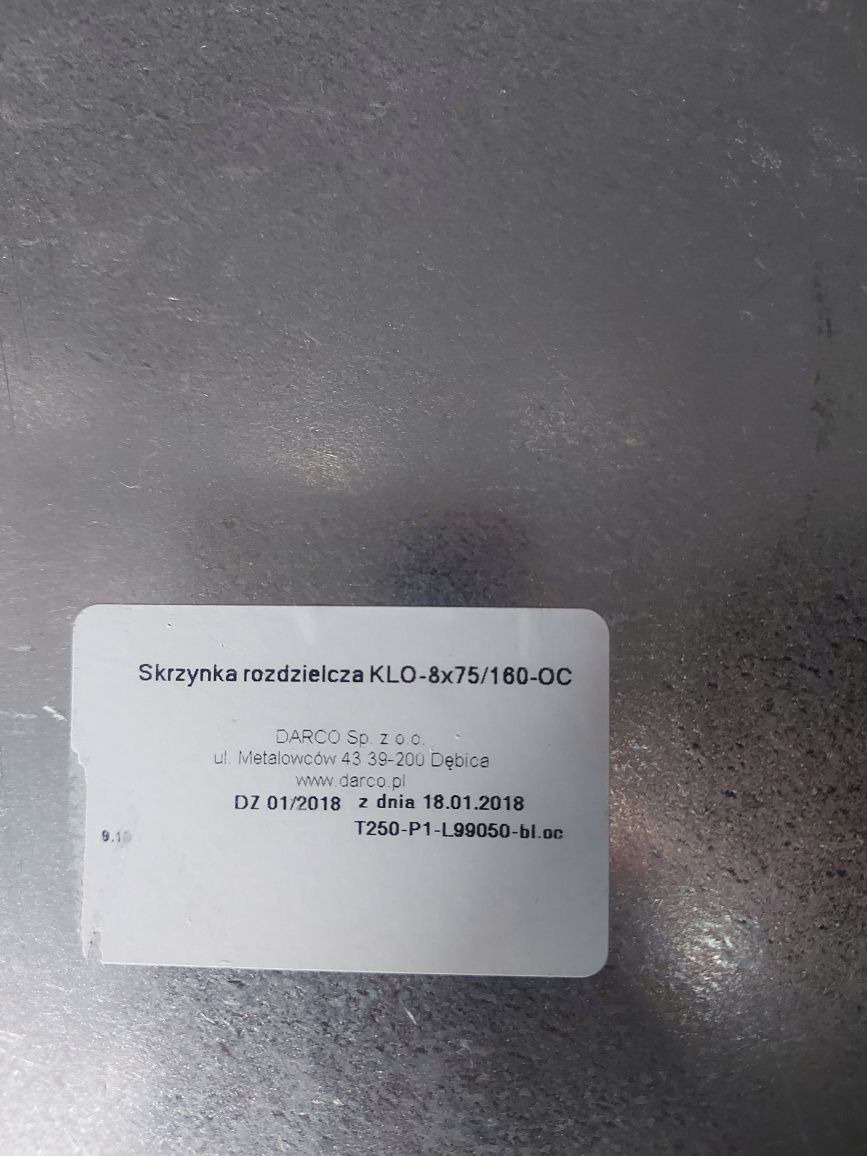 Skrzynka rozdzielcza KLO-8x75/160-OC
DARCO Sp. z o.o.
ul. Metalowców 43 39-200 Dębica
www.darco.pl
DZ 01/2018 z dnia 18.01.2018
T250-P1-L99050-bl.oc